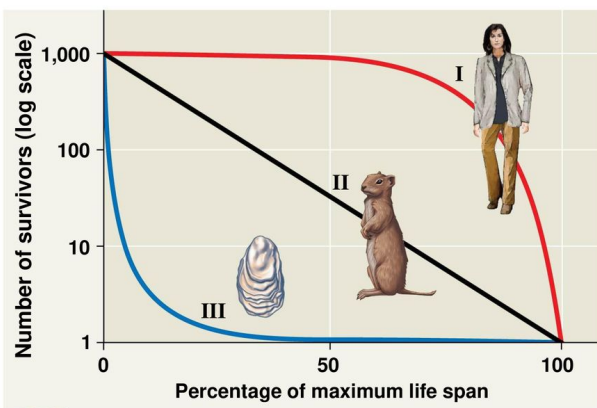 Number of survivors (log scale)
1,000
100
10
1
I
II
III
0
50
100
Percentage of maximum life span